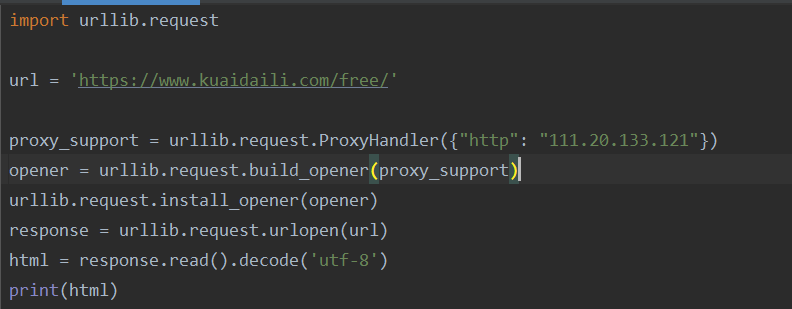 import urllib.request
url = 'https://www.kuaidaili.com/free/'
proxy_support = urllib.request.ProxyHandler({"http": "111.20.133.121"})
opener = urllib.request.build_opener(proxy_support)
urllib.request.install_opener(opener)
response = urllib.request.urlopen(url)
html = response.read().decode('utf-8')
print(html)